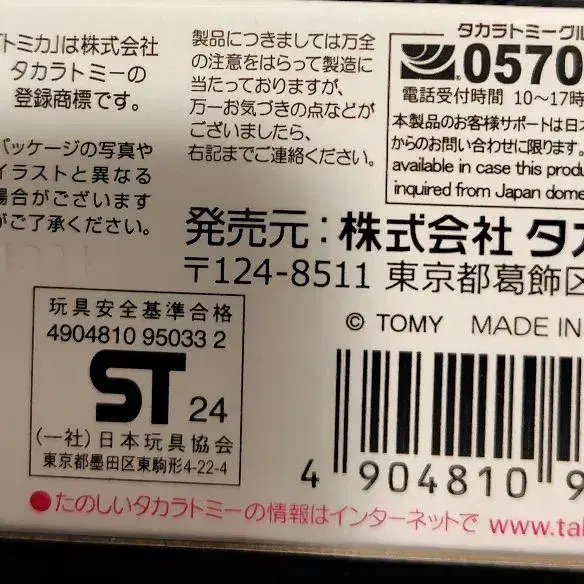 「トミカ」は株式会社
タカラトミーの
登録商標です。
パッケージの写真や
イラストと異なる
場合がございます
ご了承ください。
製品につきましては万全
の注意をはらって製造に
当たっておりますが、
万一お気づきの点などが
ございましたら、
右記までご連絡ください。
タカラトミーグル
0570
電話受付時間 10～17時
本製品のお客様サポートは日本
からのお問い合わせに限ります。
available in case this produ
inquired from Japan dome
発売元:株式会社 タカ
〒124-8511 東京都葛飾区
© TOMY MADE IN
玩具安全基準合格
4904810 95033 2
ST 24
(一社)日本玩具協会
東京都墨田区東駒形4-22-4
4 904810 9
●たのしいタカラトミーの情報はインターネットで www.tak